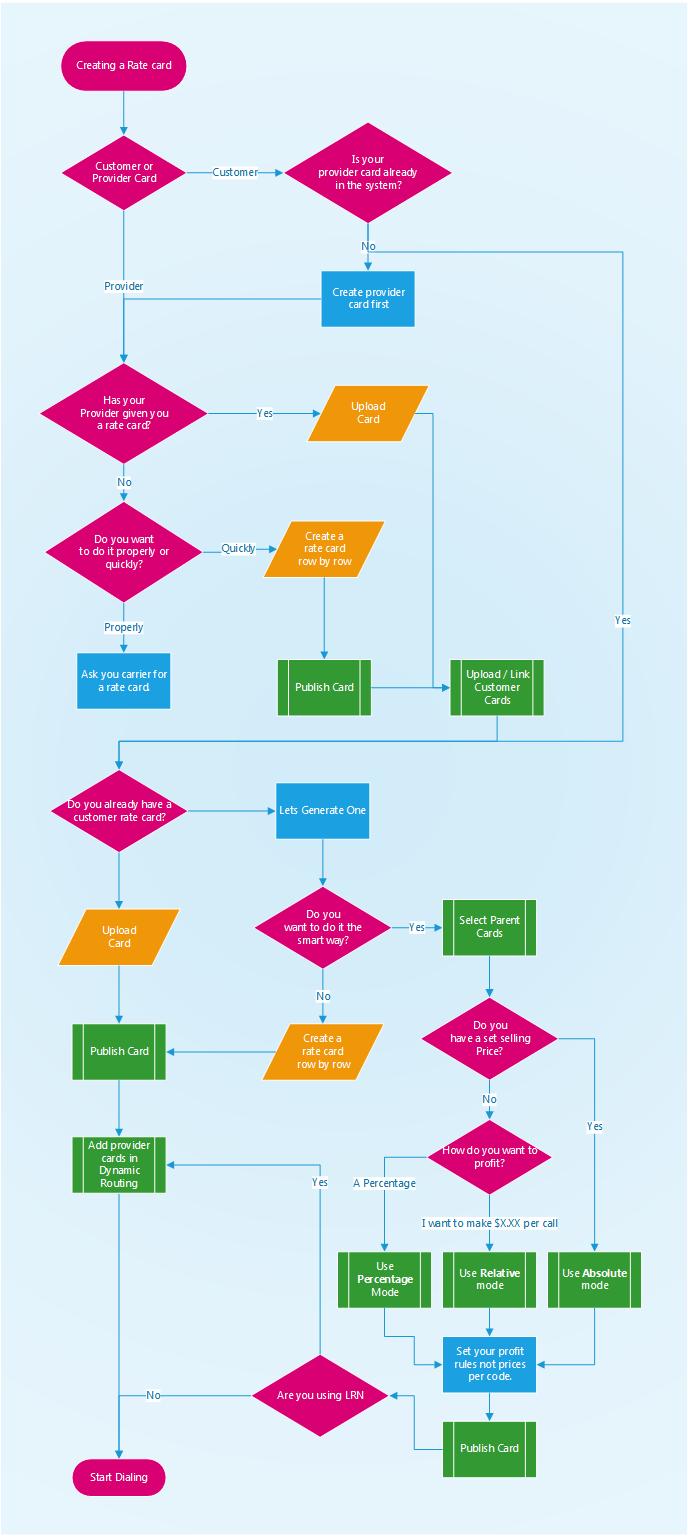 Creating a Rate card
Customer or
Provider Card
Customer
Is your
provider card already
in the system?
No
Provider
Create provider
card first
Has your
Provider given you
a rate card?
Yes
Upload
Card
No
Do you want
to do it properly or
quickly?
Quickly
Create a
rate card
row by row
Yes
Properly
Ask you carrier for
a rate card.
Publish Card
Upload / Link
Customer
Cards
Do you already have a
customer rate card?
Lets Generate One
Upload
Card
Do you
want to do it the
smart way?
Yes
Select Parent
Cards
No
Publish Card
Create a
rate card
row by row
Do you
have a set selling
Price?
No
Yes
Add provider
cards in
Dynamic
Routing
How do you want to
profit?
Yes
A Percentage
I want to make $X.XX per call
Use
Percentage
Mode
Use Relative
mode
Use Absolute
mode
Set your profit
rules not prices
per code.
Are you using LRN
No
Publish Card
Start Dialing